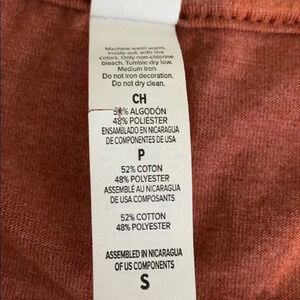 Machine wash warm,
inside out, with like
colors. Only non-chlorine
bleach. Tumble dry low.
Medium iron.
Do not iron decoration.
Do not dry clean.
CH
ALGODÓN
48% POLIÉSTER
ENSAMBLADO EN NICARAGUA
DE COMPONENTES DE USA
P
52% COTON
48% POLYESTER
ASSEMBLÉ AU NICARAGUA
DE USA COMPOSANTS
52% COTTON
48% POLYESTER
ASSEMBLED IN NICARAGUA
OF US COMPONENTS
S